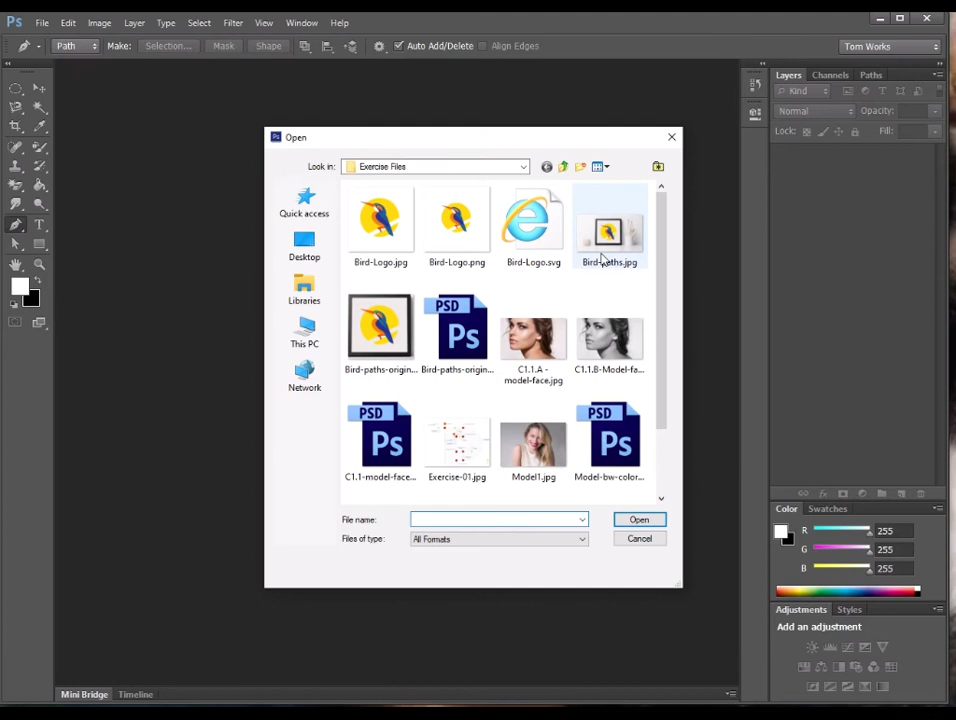 Ps File Edit Image Layer Type Select Filter View Window Help
Path Make: Selection... Mask Shape Auto Add/Delete Align Edges Tom Works
Layers Channels Paths
Kind
Normal Opacity:
Lock: Fill:
Ps Open
Look in: Exercise Files
Quick access
Desktop
Libraries
This PC
Network
Bird-Logo.jpg Bird-Logo.png Bird-Logo.svg Bird-paths.jpg
PSD
Ps
Bird-paths-origin... Bird-paths-origin... C1.1.A - C1.1.B-Model-fa...
model-face.jpg
PSD PSD
Ps Ps
C1.1-model-face... Exercise-01.jpg Model1.jpg Model-bw-color...
File name: Open
Files of type: All Formats Cancel
Color Swatches
R 255
G 255
B 255
Adjustments Styles
Add an adjustment
Mini Bridge Timeline